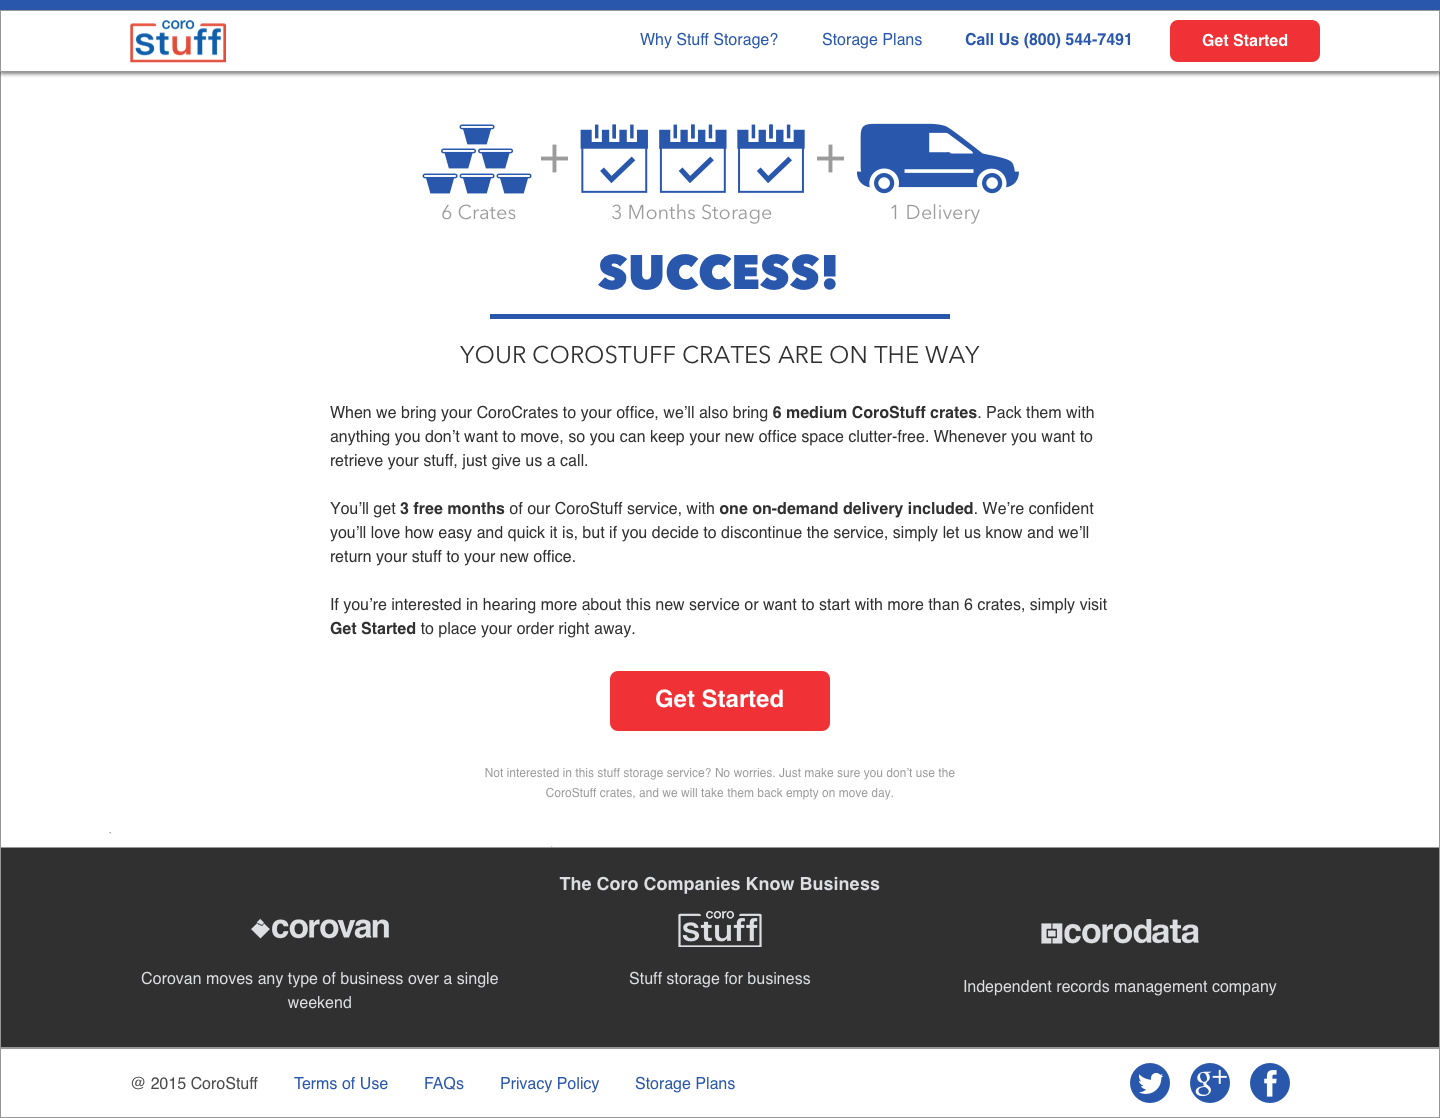 coro
stuff
Why Stuff Storage?
Storage Plans
Call Us (800) 544-7491
Get Started
6 Crates
3 Months Storage
1 Delivery
SUCCESS!
YOUR COROSTUFF CRATES ARE ON THE WAY
When we bring your CoroCrates to your office, we’ll also bring 6 medium CoroStuff crates. Pack them with
anything you don’t want to move, so you can keep your new office space clutter-free. Whenever you want to
retrieve your stuff, just give us a call.
You’ll get 3 free months of our CoroStuff service, with one on-demand delivery included. We’re confident
you’ll love how easy and quick it is, but if you decide to discontinue the service, simply let us know and we’ll
return your stuff to your new office.
If you’re interested in hearing more about this new service or want to start with more than 6 crates, simply visit
Get Started to place your order right away.
Get Started
Not interested in this stuff storage service? No worries. Just make sure you don’t use the
CoroStuff crates, and we will take them back empty on move day.
The Coro Companies Know Business
corovan
Corovan moves any type of business over a single
weekend
coro
stuff
Stuff storage for business
corodata
Independent records management company
@ 2015 CoroStuff
Terms of Use
FAQs
Privacy Policy
Storage Plans
g+
f